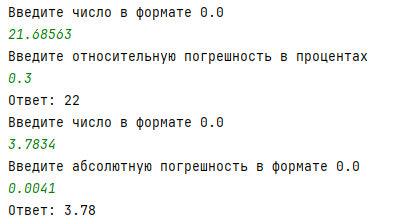 Введите число в формате 0.0
21.68563
Введите относительную погрешность в процентах
0.3
Ответ: 22
Введите число в формате 0.0
3.7834
Введите абсолютную погрешность в формате 0.0
0.0041
Ответ: 3.78